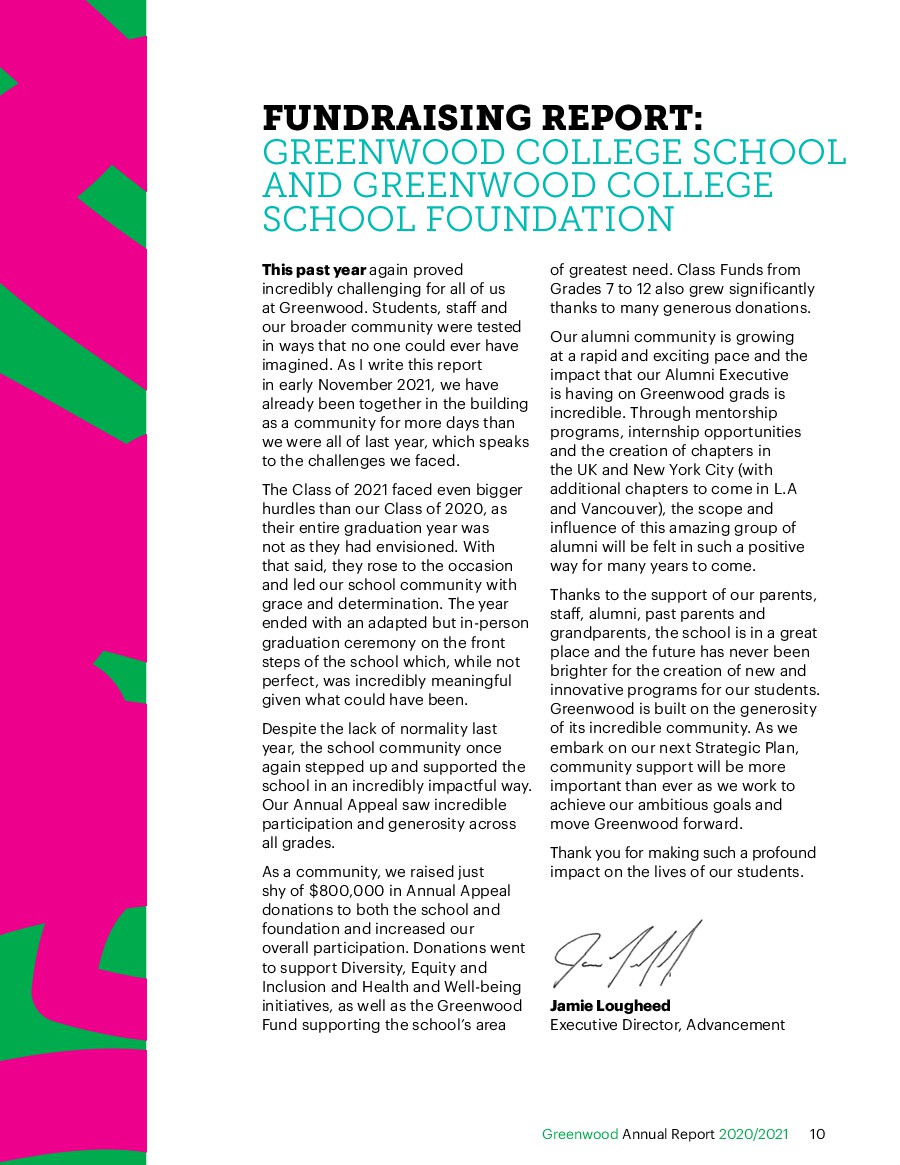 FUNDRAISING REPORT:
GREENWOOD COLLEGE SCHOOL
AND GREENWOOD COLLEGE
SCHOOL FOUNDATION
This past year again proved
incredibly challenging for all of us
at Greenwood. Students, staff and
our broader community were tested
in ways that no one could ever have
imagined. As I write this report
in early November 2021, we have
already been together in the building
as a community for more days than
we were all of last year, which speaks
to the challenges we faced.
The Class of 2021 faced even bigger
hurdles than our Class of 2020, as
their entire graduation year was
not as they had envisioned. With
that said, they rose to the occasion
and led our school community with
grace and determination. The year
ended with an adapted but in-person
graduation ceremony on the front
steps of the school which, while not
perfect, was incredibly meaningful
given what could have been.
Despite the lack of normality last
year, the school community once
again stepped up and supported the
school in an incredibly impactful way.
Our Annual Appeal saw incredible
participation and generosity across
all grades.
As a community, we raised just
shy of $800,000 in Annual Appeal
donations to both the school and
foundation and increased our
overall participation. Donations went
to support Diversity, Equity and
Inclusion and Health and Well-being
initiatives, as well as the Greenwood
Fund supporting the school's area
of greatest need. Class Funds from
Grades 7 to 12 also grew significantly
thanks to many generous donations.
Our alumni community is growing
at a rapid and exciting pace and the
impact that our Alumni Executive
is having on Greenwood grads is
incredible. Through mentorship
programs, internship opportunities
and the creation of chapters in
the UK and New York City (with
additional chapters to come in L.A
and Vancouver), the scope and
influence of this amazing group of
alumni will be felt in such a positive
way for many years to come.
Thanks to the support of our parents,
staff, alumni, past parents and
grandparents, the school is in a great
place and the future has never been
brighter for the creation of new and
innovative programs for our students.
Greenwood is built on the generosity
of its incredible community. As we
embark on our next Strategic Plan,
community support will be more
important than ever as we work to
achieve our ambitious goals and
move Greenwood forward.
Thank you for making such a profound
impact on the lives of our students.
Jamie Lougheed
Executive Director, Advancement
Greenwood Annual Report 2020/2021 10